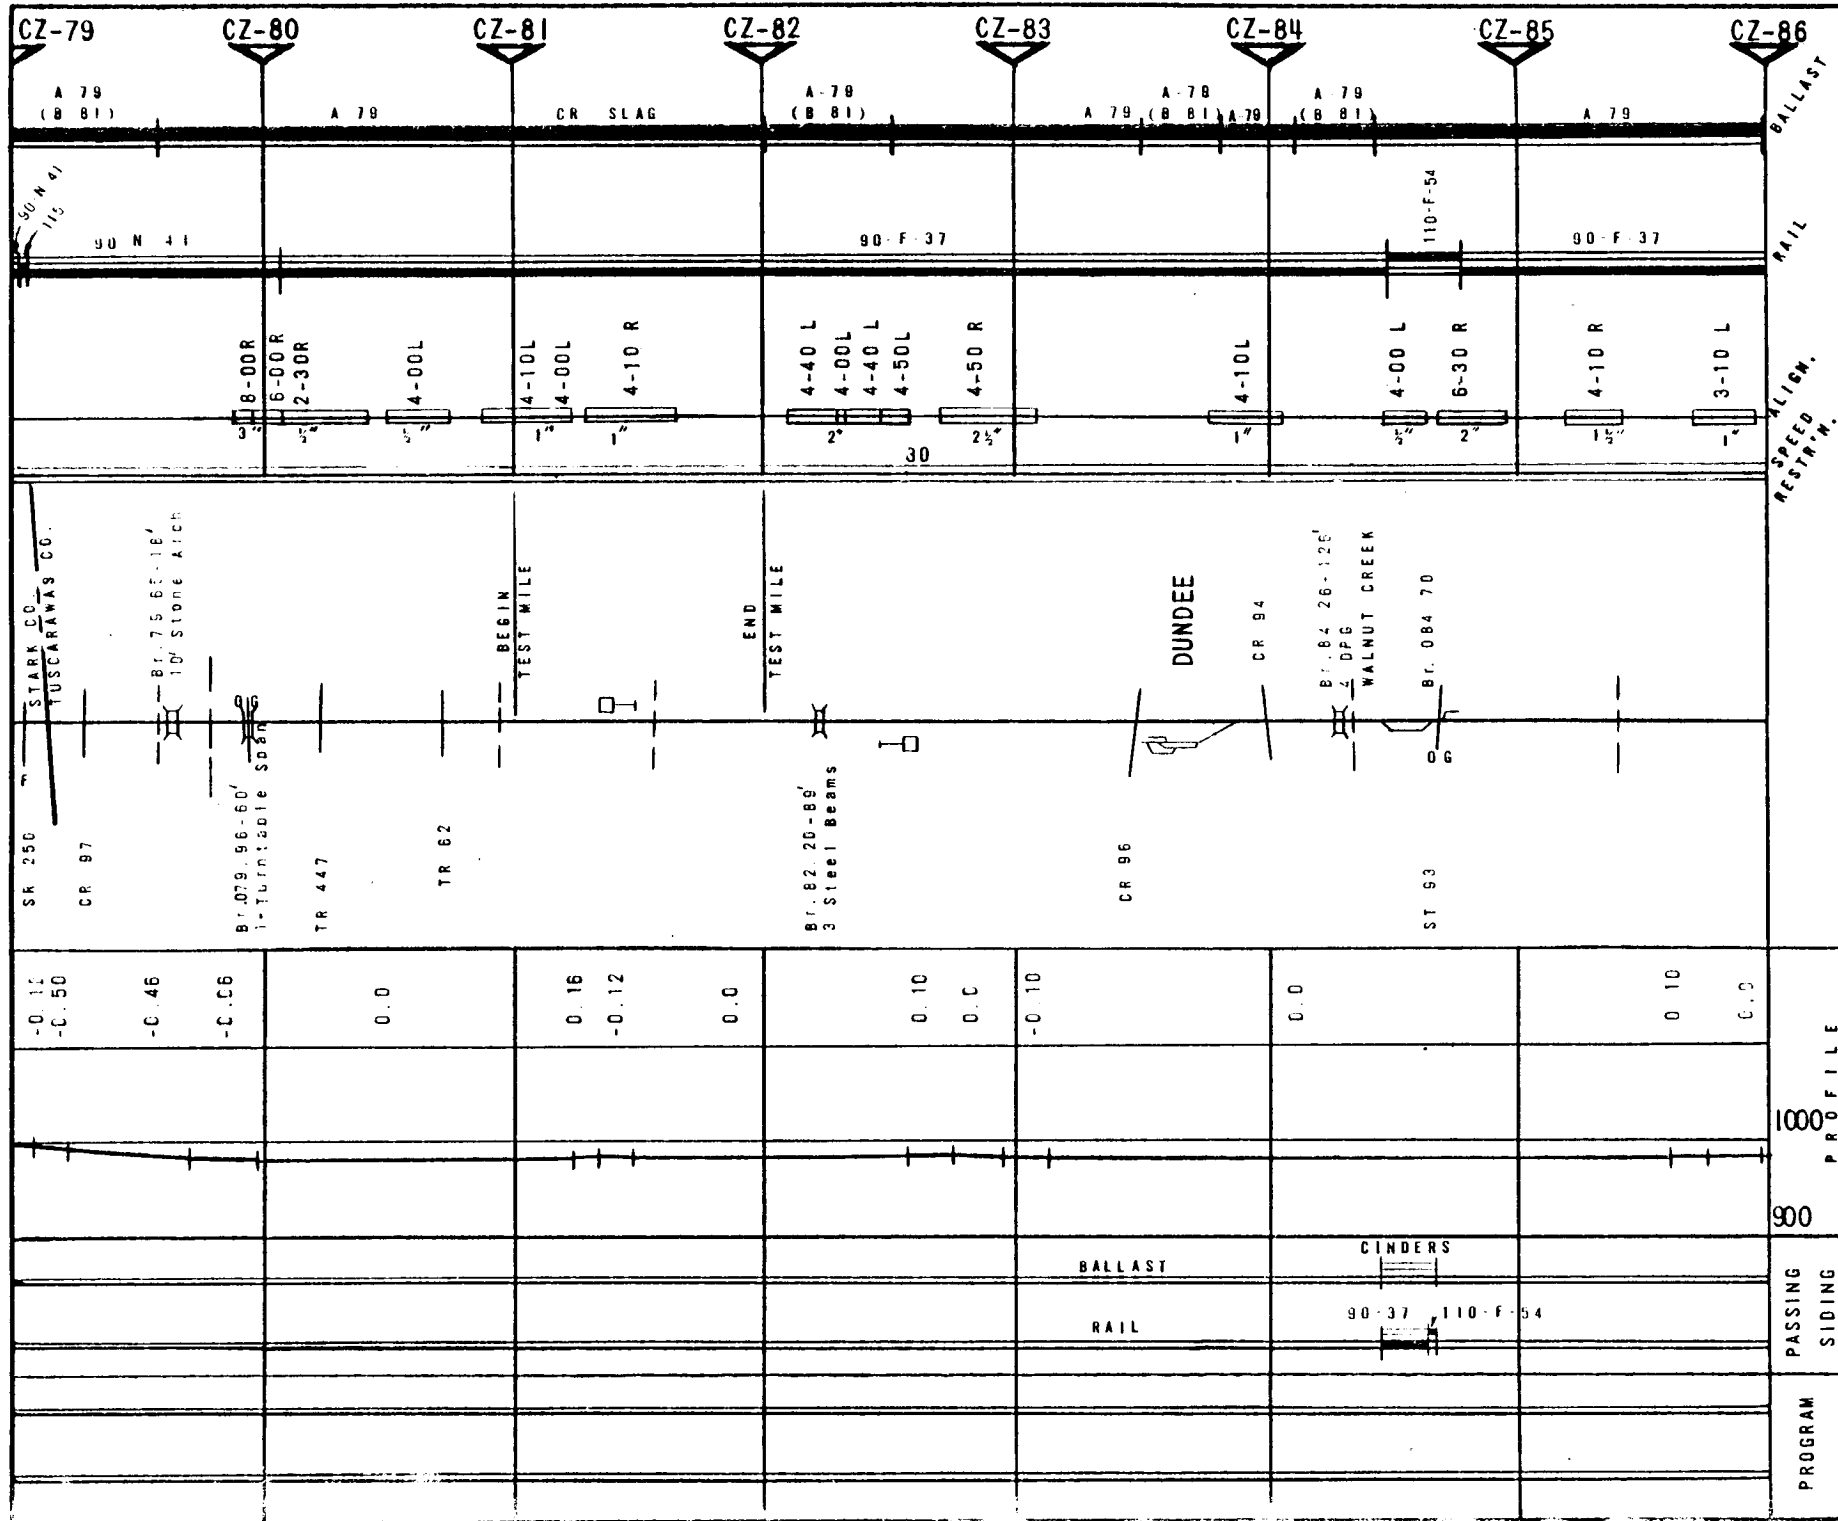 CZ-79 CZ-80 CZ-81 CZ-82 CZ-83 CZ-84 CZ-85 CZ-86
A 79
(B 81)
A 79
CR SLAG
A-79
(B 81)
A 79
A-78
(B 81)
A-79
A-79
(B 81)
A 79
BALLAST
90-N 41
115
90 N 41
90-F-37
110-F-54
90-F-37
RAIL
8-00R
6-00R
2-30R
4-00L
4-10L
4-00L
4-10 R
4-40 L
4-00L
4-40 L
4-50L
4-50 R
4-10L
4-00 L
6-30 R
4-10 R
3-10 L
ALIGN.
3" ½" ½" 1" 1" 2" 2½" 1" ½" 2" 1½" 1"
30
SPEED
RESTR'N.
STARK CO.
TUSCARAWAS CO.
10' Stone Arch
OG
BEGIN
TEST MILE
END
TEST MILE
DUNDEE
CR 94
Br. 84 26-126'
4 DPG
WALNUT CREEK
Br. 084 70
OG
SR 250
CR 97
Br.079.96-60'
1-Turntable Span
TR 447
TR 62
Br. 82.20-89'
3 Steel Beams
CR 96
ST 93
-0.50
-0.46
-0.06
0.0
0.16
-0.12
0.0
0.10
0.0
-0.10
0.0
0.10
0.0
PROFILE
1000
900
BALLAST
CINDERS
RAIL
90-37
110-F-54
PASSING
SIDING
PROGRAM